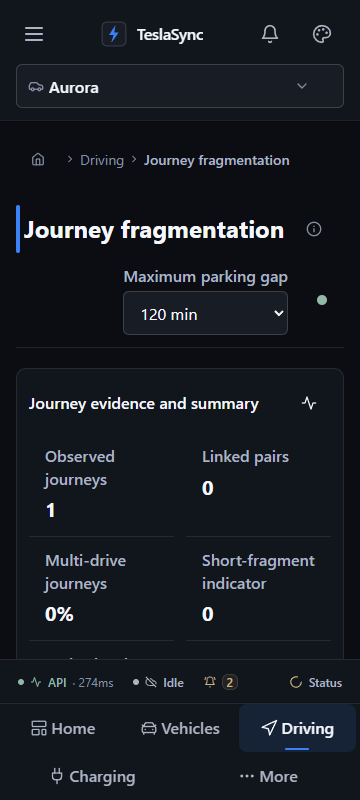 TeslaSync
Aurora
Driving
Journey fragmentation
Journey fragmentation
Maximum parking gap
120 min
Journey evidence and summary
Observed journeys
1
Linked pairs
0
Multi-drive journeys
0%
Short-fragment indicator
0
API · 274ms
Idle
2
Status
Home
Vehicles
Driving
Charging
More